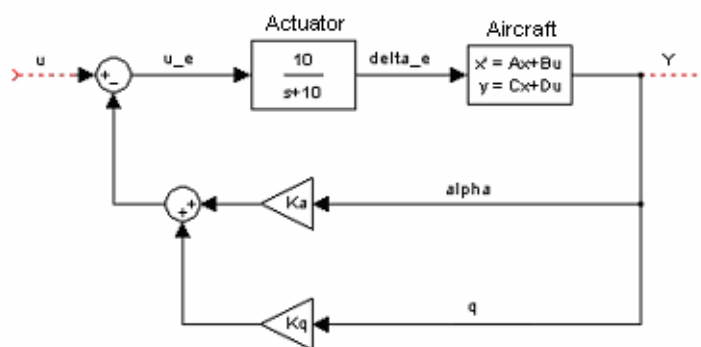 Actuator
Aircraft
u
+
-
u_e
10
s+10
delta_e
x' = Ax+Bu
y = Cx+Du
Y
+
+
Ka
alpha
Kq
q